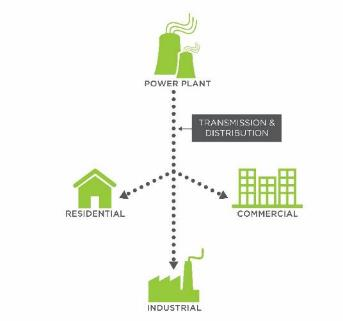 POWER PLANT
TRANSMISSION &
DISTRIBUTION
RESIDENTIAL
COMMERCIAL
INDUSTRIAL